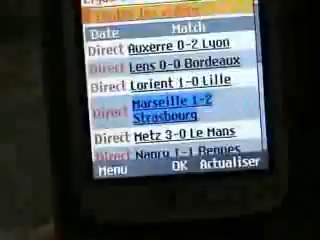 Date Match
Direct Auxerre 0-2 Lyon
Direct Lens 0-0 Bordeaux
Direct Lorient 1-0 Lille
Direct Marseille 1-2
Strasbourg
Direct Metz 3-0 Le Mans
Direct Nancy 1-1 Rennes
Menu OK Actualiser